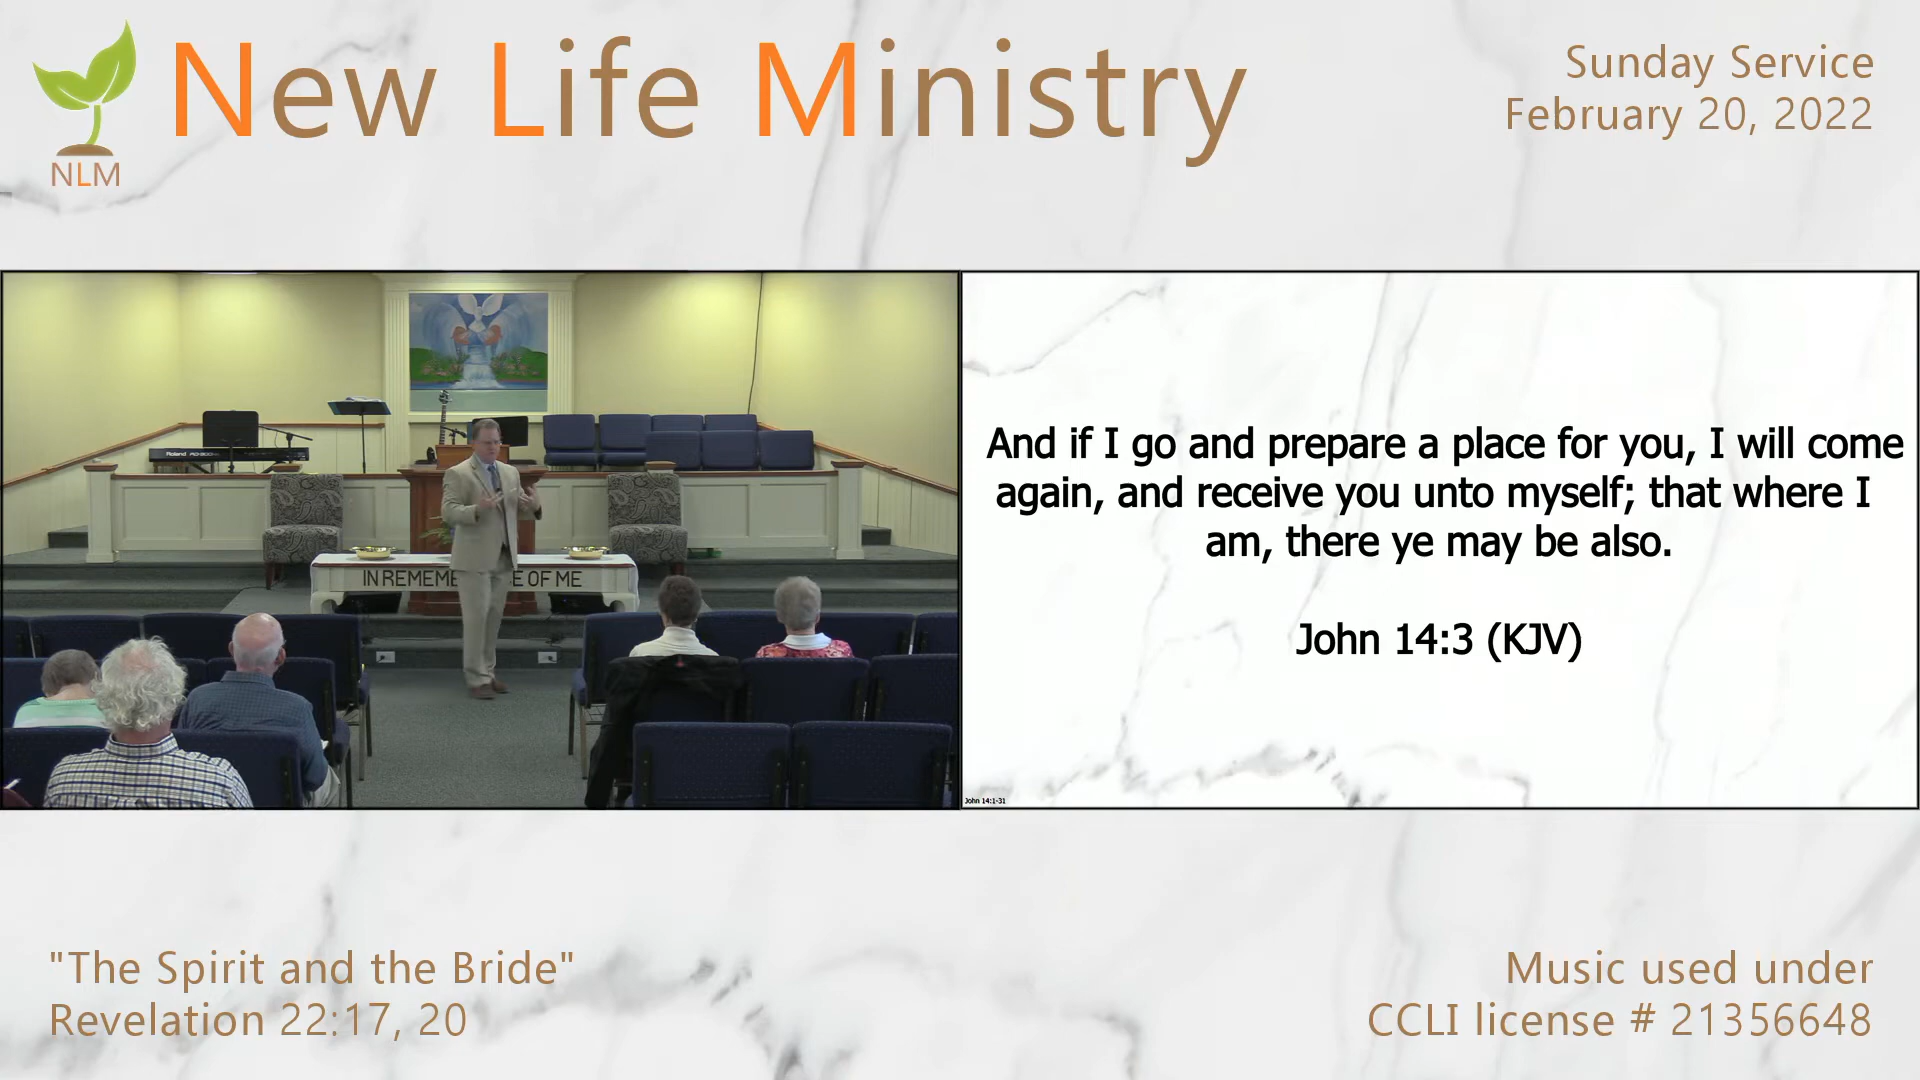 New Life Ministry
NLM
Sunday Service
February 20, 2022
Roland
IN REMEME
E OF ME
And if I go and prepare a place for you, I will come
again, and receive you unto myself; that where I
am, there ye may be also.
John 14:3 (KJV)
John 14:1-31
"The Spirit and the Bride"
Revelation 22:17, 20
Music used under
CCLI license # 21356648